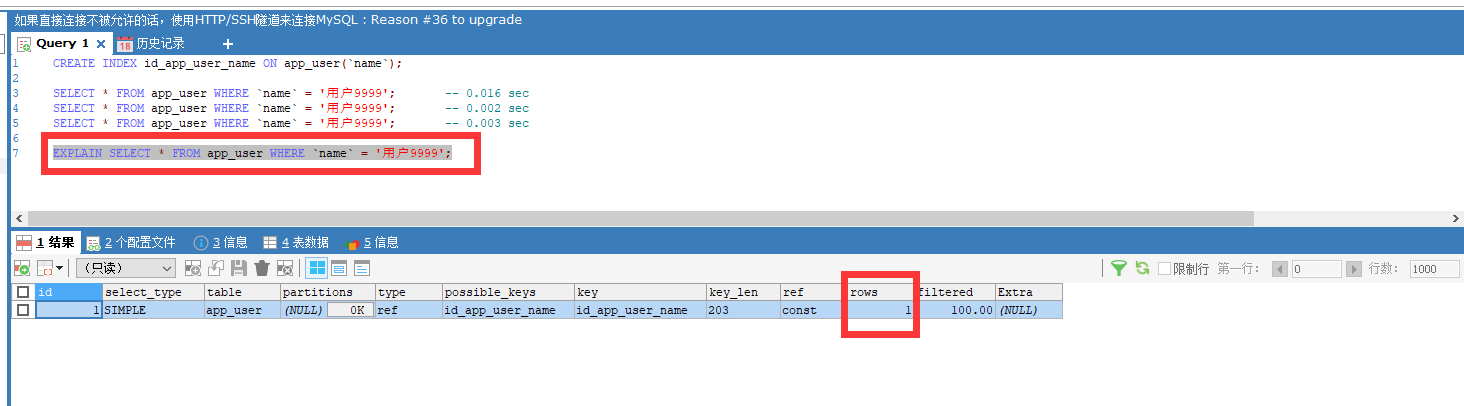 如果直接连接不被允许的话，使用HTTP/SSH隧道来连接MySQL：Reason #36 to upgrade
Query 1 × 18 历史记录 +
1 CREATE INDEX id_app_user_name ON app_user(`name`);
2
3 SELECT * FROM app_user WHERE `name` = '用户9999'; -- 0.016 sec
4 SELECT * FROM app_user WHERE `name` = '用户9999'; -- 0.002 sec
5 SELECT * FROM app_user WHERE `name` = '用户9999'; -- 0.003 sec
6
7 EXPLAIN SELECT * FROM app_user WHERE `name` = '用户9999';
1 结果 2 个配置文件 3 信息 4 表数据 5 信息
（只读） 限制行 第一行： 0 行数： 1000
id select_type table partitions type possible_keys key key_len ref rows filtered Extra
1 SIMPLE app_user (NULL) 0K ref id_app_user_name id_app_user_name 203 const 1 100.00 (NULL)